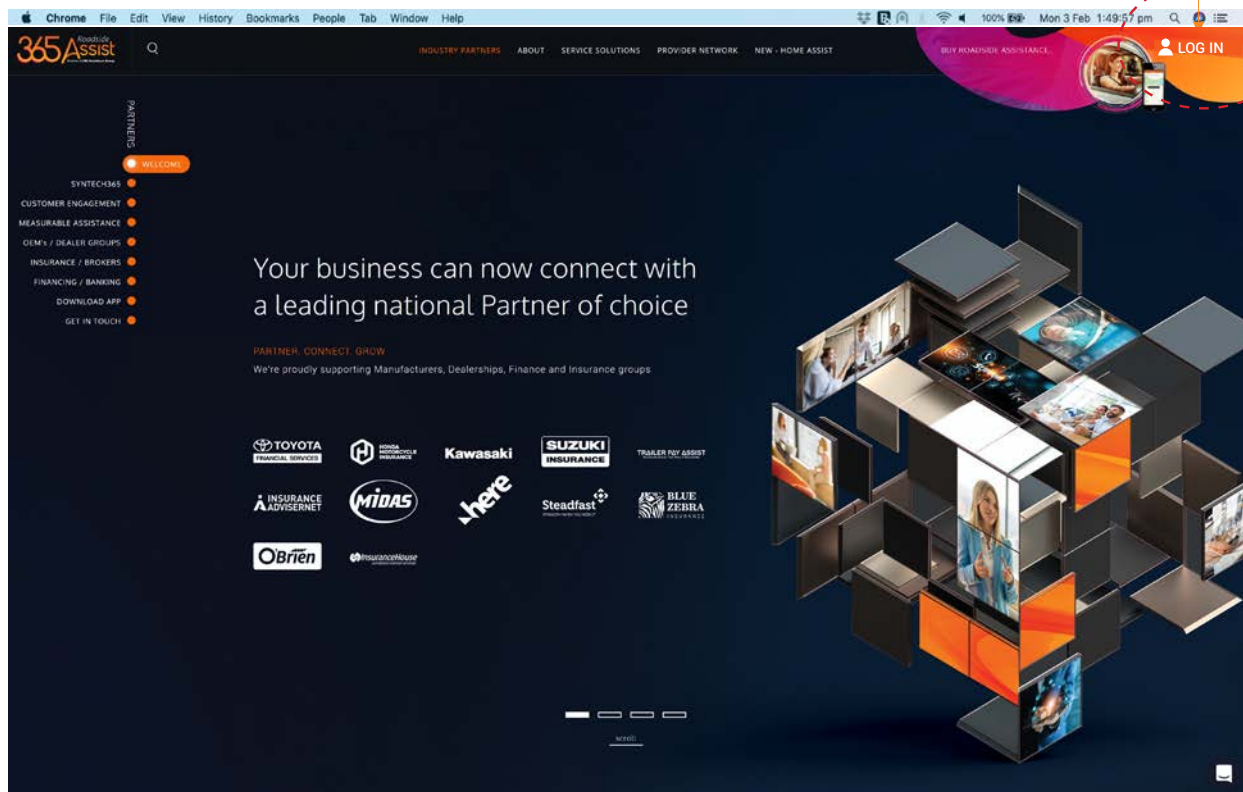 Chrome File Edit View History Bookmarks People Tab Window Help
100% Mon 3 Feb 1:49:57 pm
365 Roadside Assist
INDUSTRY PARTNERS ABOUT SERVICE SOLUTIONS PROVIDER NETWORK NEW - HOME ASSIST
BUY ROADSIDE ASSISTANCE..
LOG IN
PARTNERS
WELCOME
SYNTECH365
CUSTOMER ENGAGEMENT
MEASURABLE ASSISTANCE
OEM's / DEALER GROUPS
INSURANCE / BROKERS
FINANCING / BANKING
DOWNLOAD APP
GET IN TOUCH
Your business can now connect with
a leading national Partner of choice
PARTNER. CONNECT. GROW
We're proudly supporting Manufacturers, Dealerships, Finance and Insurance groups
TOYOTA
FINANCIAL SERVICES
HONDA
MOTORCYCLE
INSURANCE
Kawasaki
SUZUKI
INSURANCE
TRAILER PAY ASSIST
INSURANCE
ADVISERNET
MIDAS
here
Steadfast
BLUE
ZEBRA
INSURANCE
O'Brien
InsuranceHouse
scroll